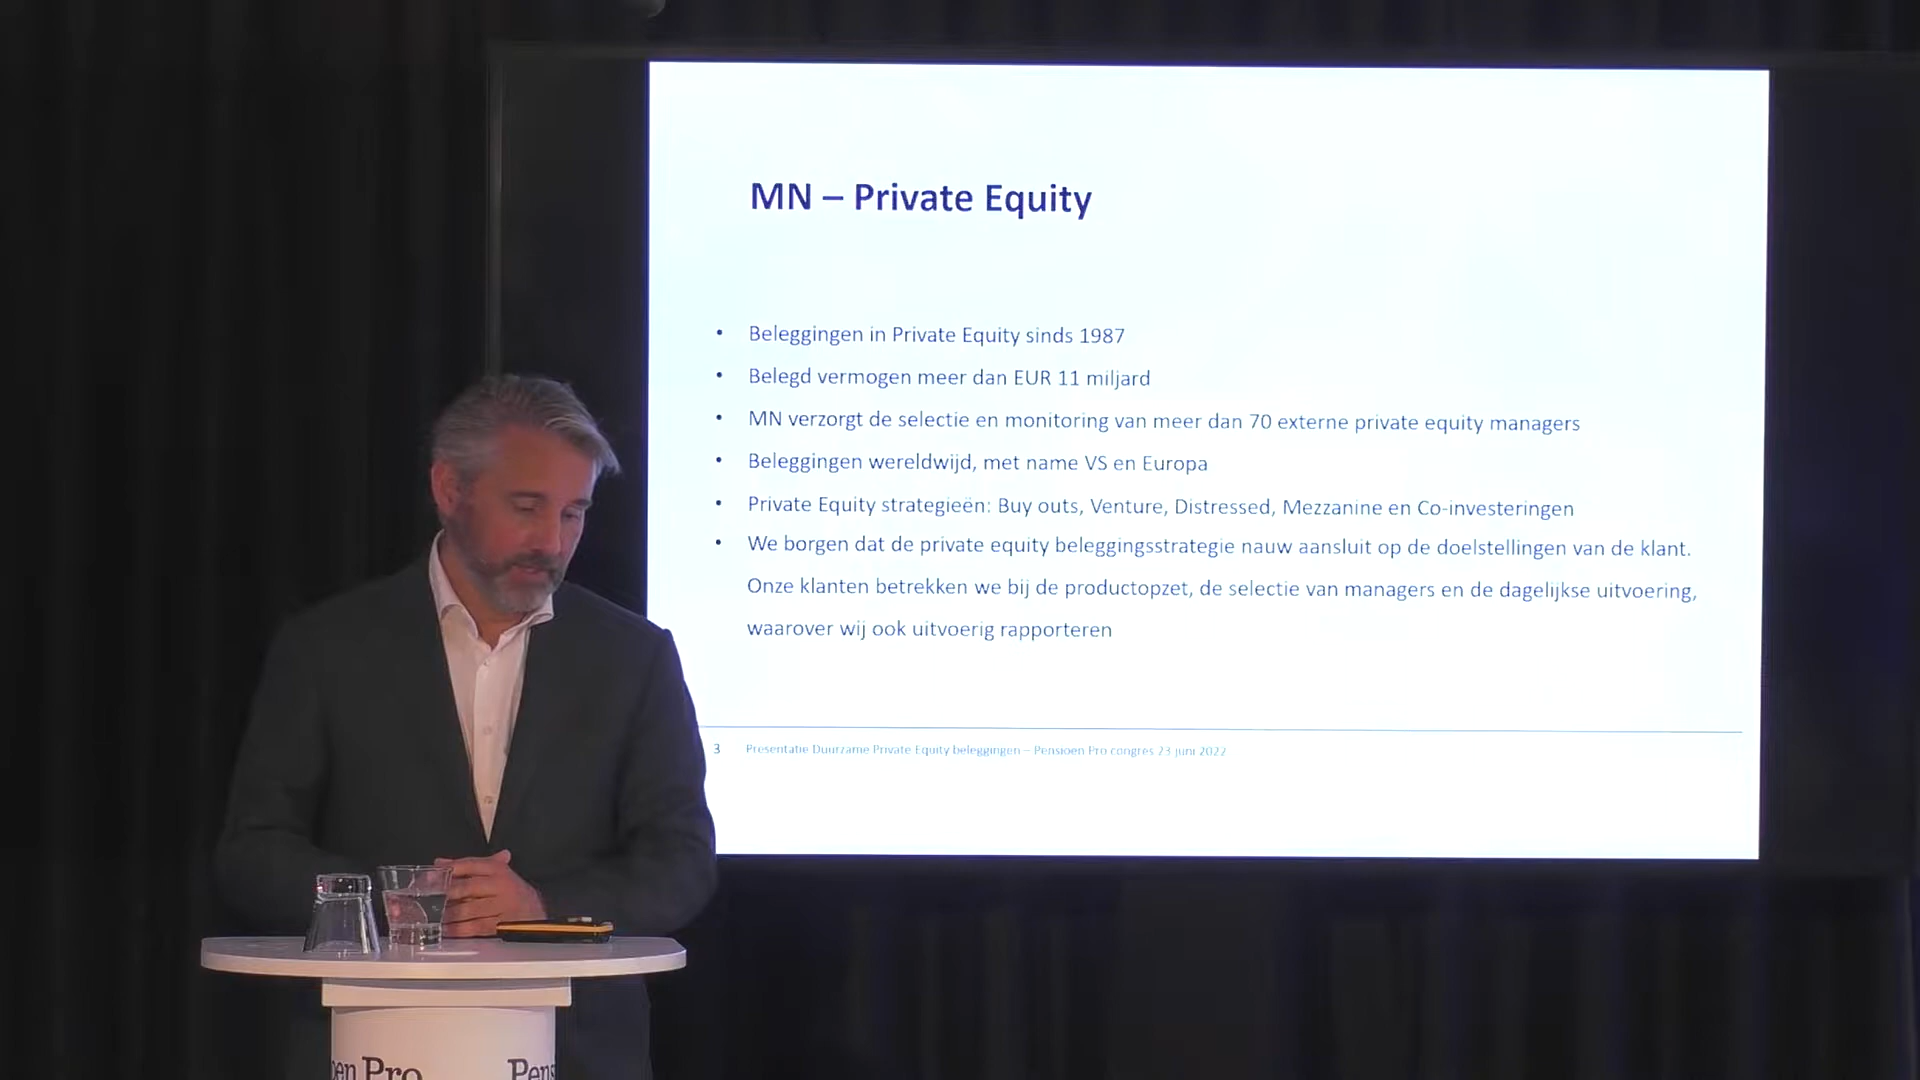 MN – Private Equity
• Beleggingen in Private Equity sinds 1987
• Belegd vermogen meer dan EUR 11 miljard
• MN verzorgt de selectie en monitoring van meer dan 70 externe private equity managers
• Beleggingen wereldwijd, met name VS en Europa
• Private Equity strategieën: Buy outs, Venture, Distressed, Mezzanine en Co-investeringen
• We borgen dat de private equity beleggingsstrategie nauw aansluit op de doelstellingen van de klant.
Onze klanten betrekken we bij de productopzet, de selectie van managers en de dagelijkse uitvoering,
waarover wij ook uitvoerig rapporteren
3 Presentatie Duurzame Private Equity beleggingen – Pensioen Pro congres 23 juni 2022
oen Pro Pens